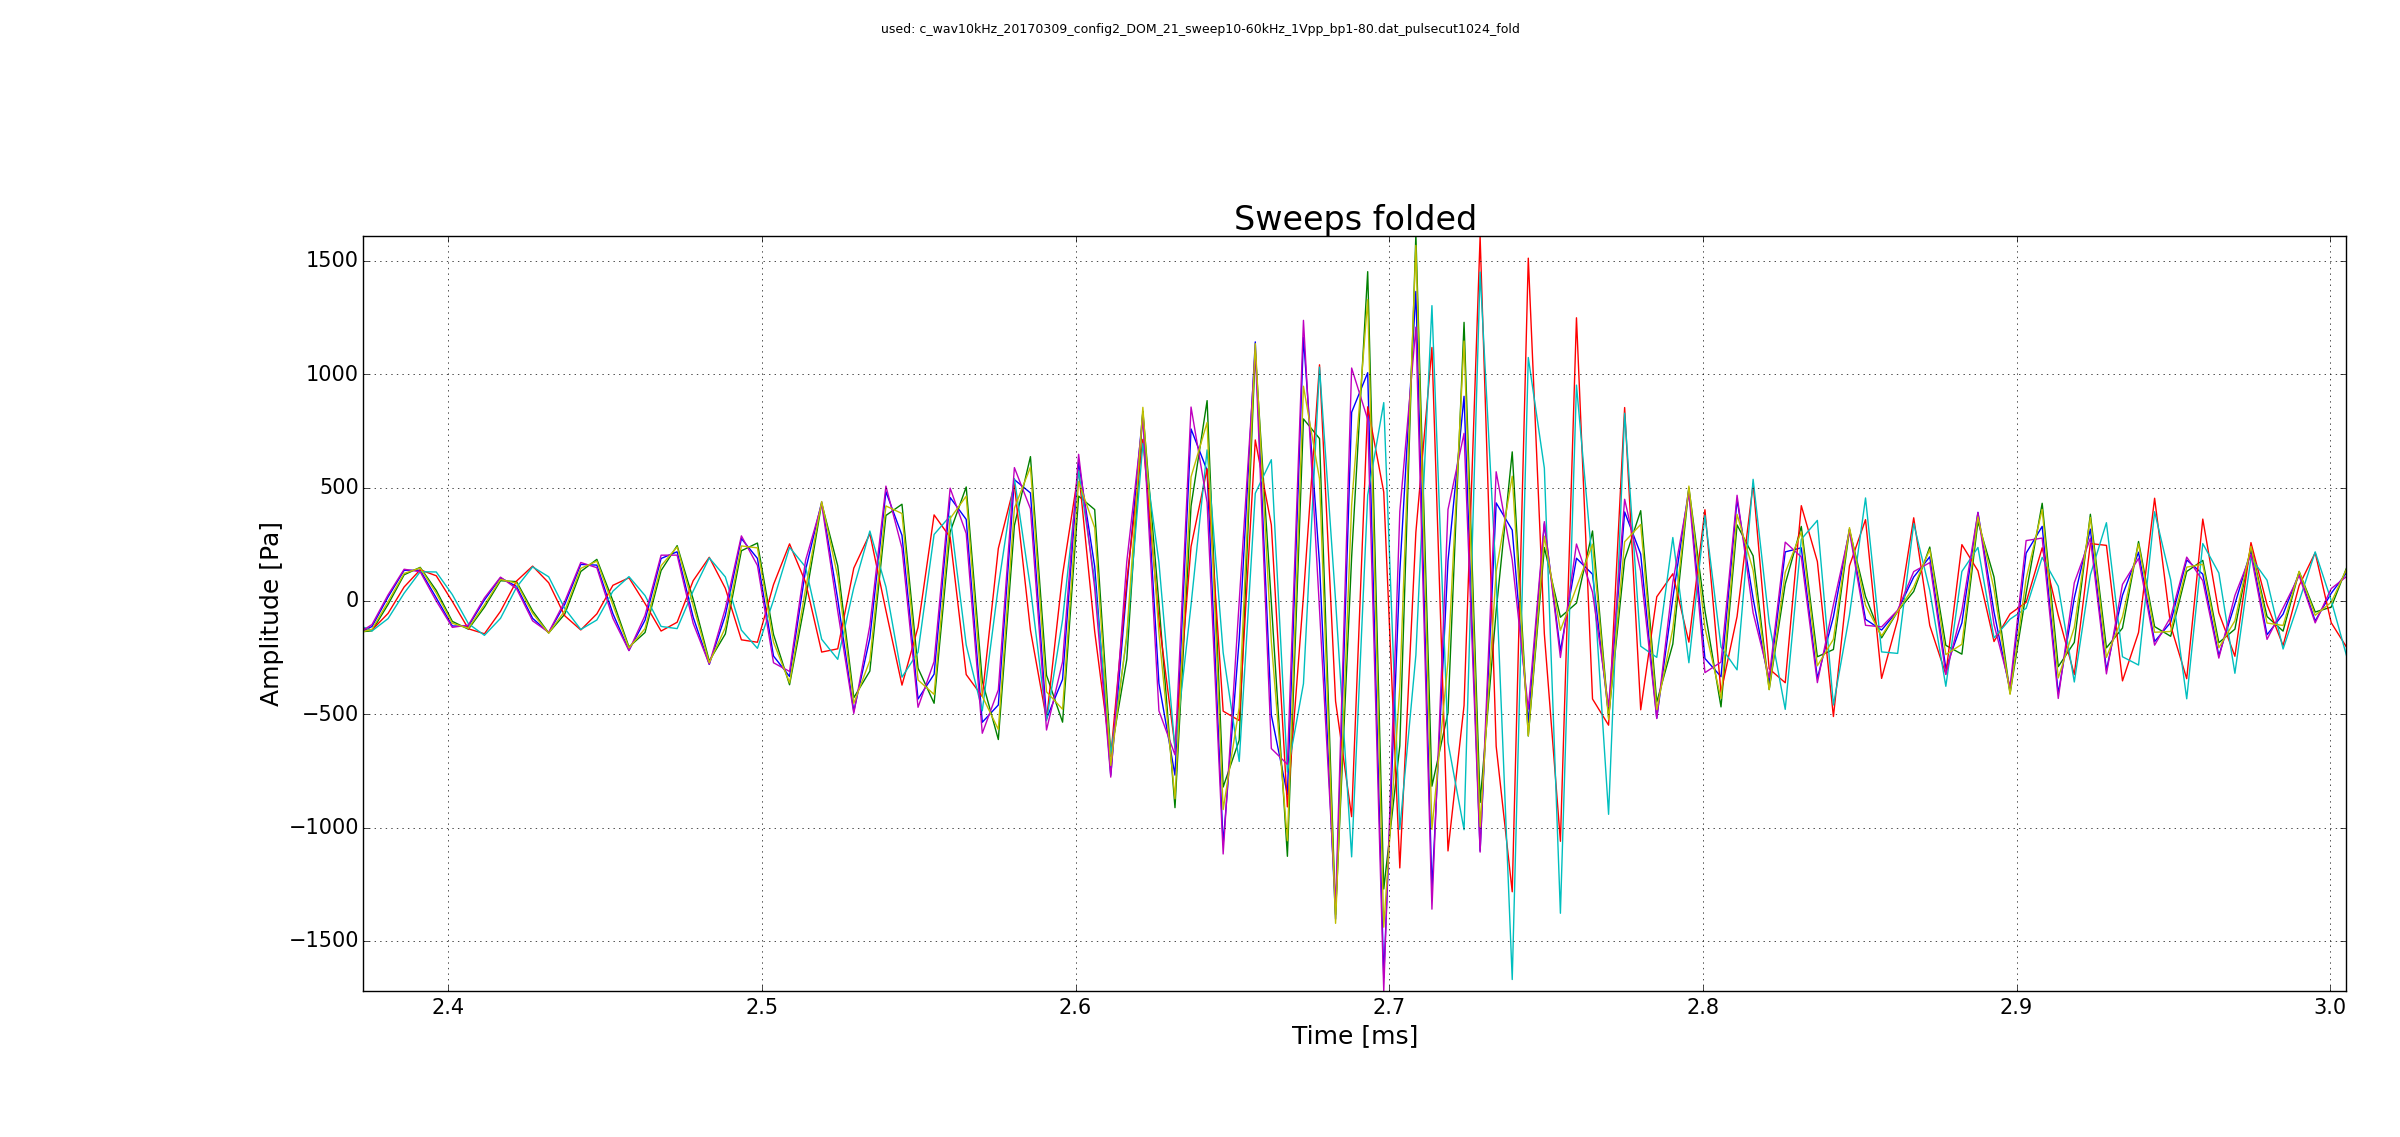 used: c_wav10kHz_20170309_config2_DOM_21_sweep10-60kHz_1Vpp_bp1-80.dat_pulsecut1024_fold
Sweeps folded
1500
1000
500
0
−500
−1000
−1500
Amplitude [Pa]
2.4 2.5 2.6 2.7 2.8 2.9 3.0
Time [ms]